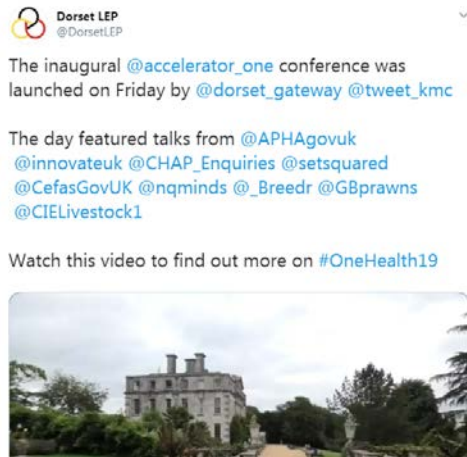 Dorset LEP
@DorsetLEP
The inaugural @accelerator_one conference was
launched on Friday by @dorset_gateway @tweet_kmc
The day featured talks from @APHAgovuk
@innovateuk @CHAP_Enquiries @setsquared
@CefasGovUK @nqminds @_Breedr @GBprawns
@CIELivestock1
Watch this video to find out more on #OneHealth19